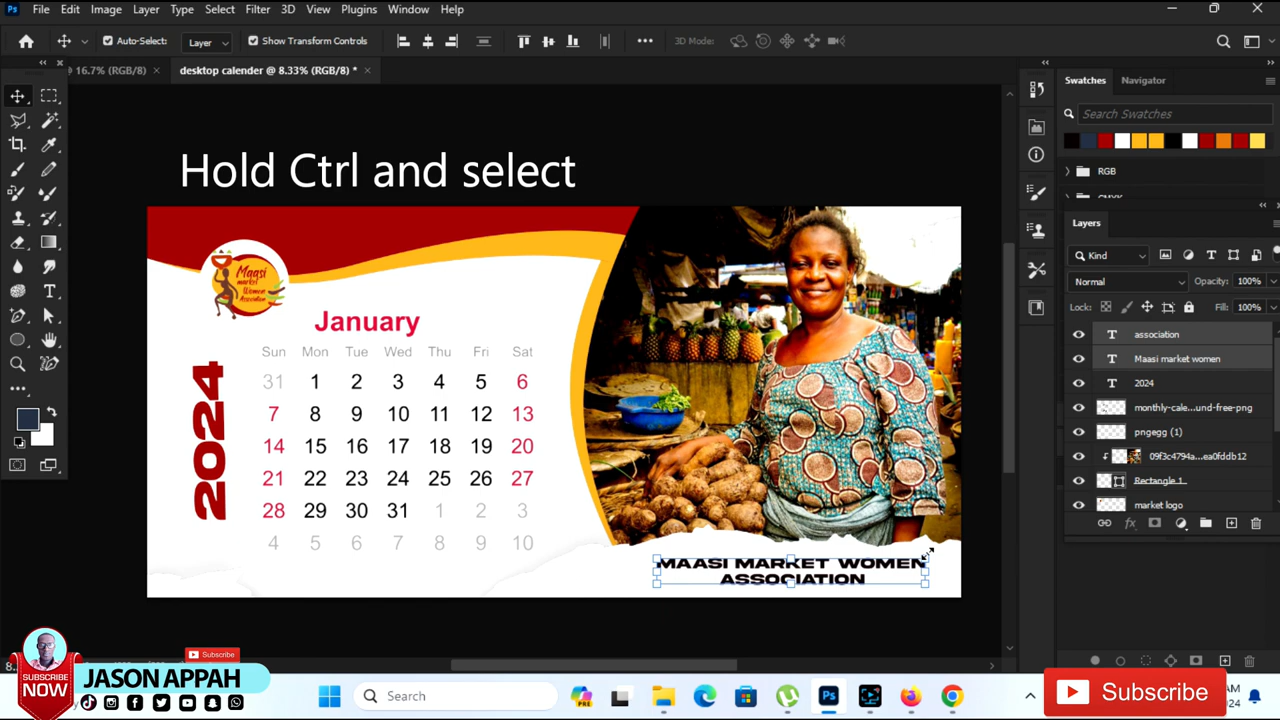 Ps File Edit Image Layer Type Select Filter 3D View Plugins Window Help
Auto-Select: Layer Show Transform Controls 3D Mode:
@ 16.7% (RGB/8) × desktop calender @ 8.33% (RGB/8) * ×
Swatches Navigator
Search Swatches
RGB
Layers
Kind
Normal Opacity: 100%
Lock: Fill: 100%
association
Maasi market women
2024
monthly-cale...und-free-png
pngegg (1)
09f3c4794a...ea0fddb12
Rectangle 1
market logo
Hold Ctrl and select
Maasi
market
Women
Association
January
Sun Mon Tue Wed Thu Fri Sat
31 1 2 3 4 5 6
7 8 9 10 11 12 13
14 15 16 17 18 19 20
21 22 23 24 25 26 27
28 29 30 31 1 2 3
4 5 6 7 8 9 10
2024
MAASI MARKET WOMEN
ASSOCIATION
Subscribe
SUBSCRIBE
NOW
JASON APPAH
Search
PRE
Ps
Subscribe